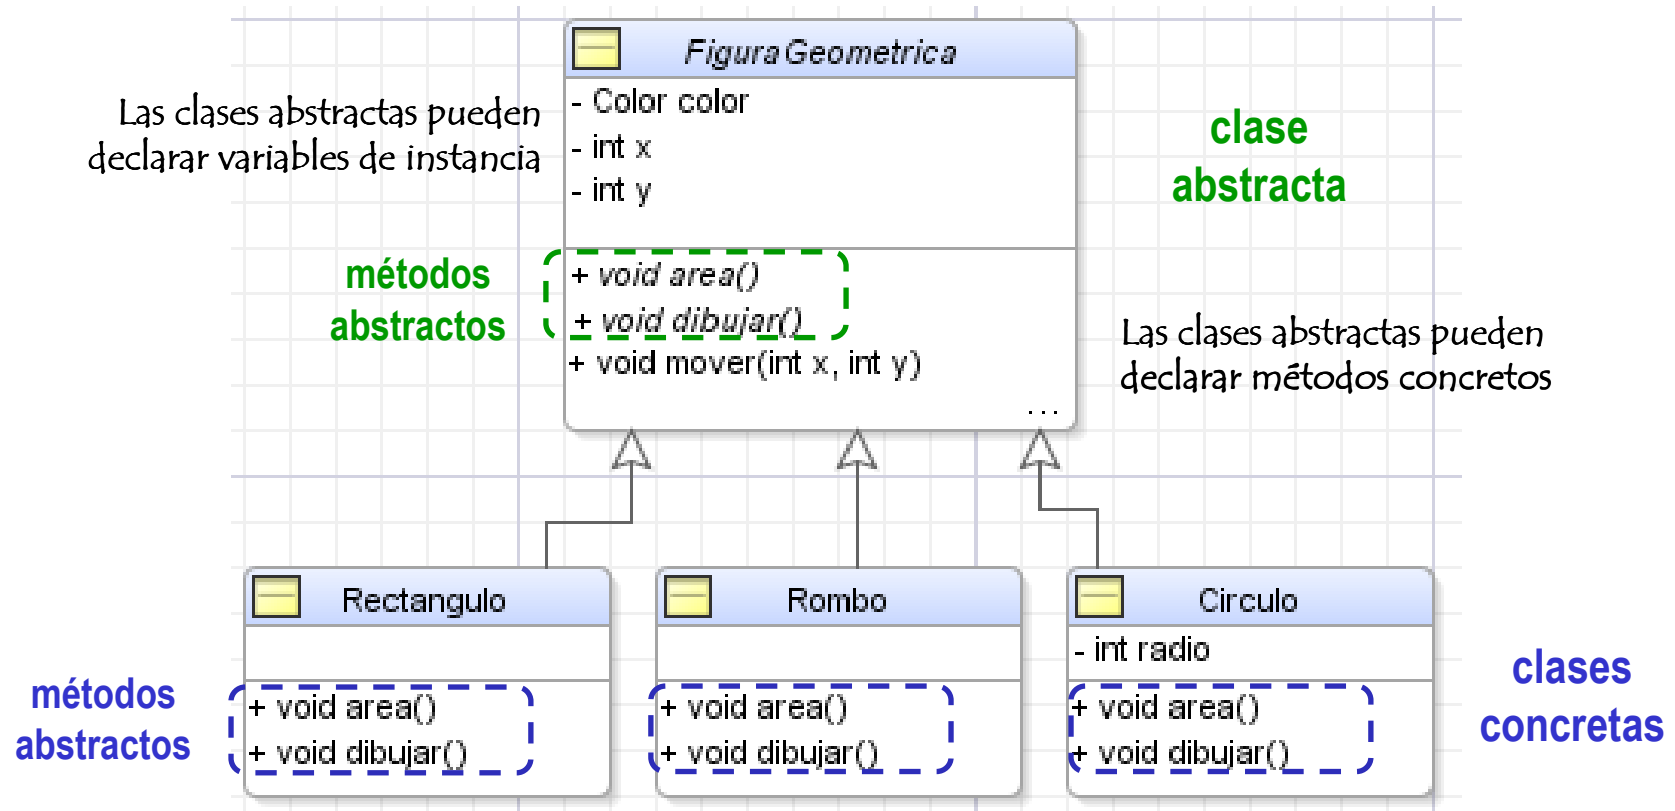 FiguraGeometrica
- Color color
- int x
- int y
Las clases abstractas pueden
declarar variables de instancia
clase
abstracta
métodos
abstractos
+ void area()
+ void dibujar()
+ void mover(int x, int y)
...
Las clases abstractas pueden
declarar métodos concretos
Rectangulo
+ void area()
+ void dibujar()
Rombo
+ void area()
+ void dibujar()
Circulo
- int radio
+ void area()
+ void dibujar()
métodos
abstractos
clases
concretas